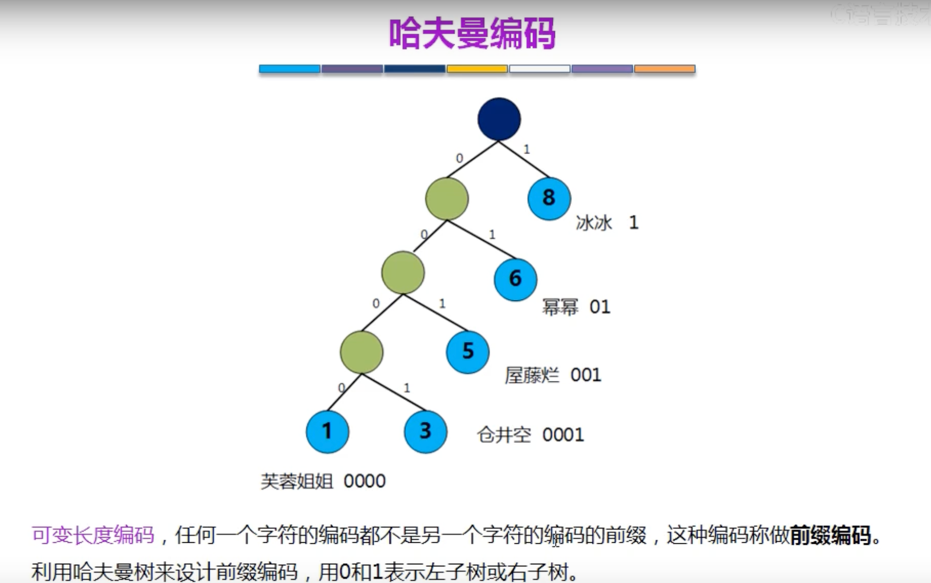 哈夫曼编码
0 1
8
冰冰 1
0 1
6
幂幂 01
0 1
5
屋藤烂 001
0 1
1 3
仓井空 0001
芙蓉姐姐 0000
可变长度编码，任何一个字符的编码都不是另一个字符的编码的前缀，这种编码称做前缀编码。
利用哈夫曼树来设计前缀编码，用0和1表示左子树或右子树。